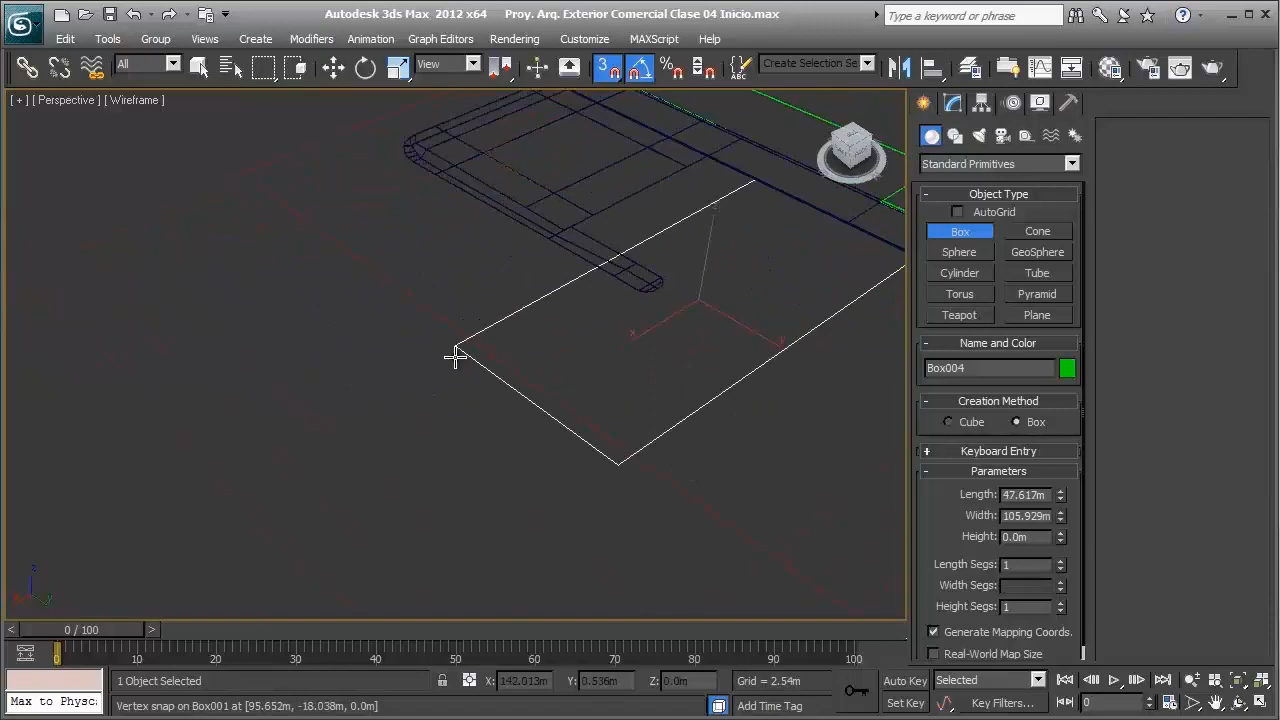 Autodesk 3ds Max 2012 x64 Proy. Arq. Exterior Comercial Clase 04 Inicio.max
Type a keyword or phrase
Edit Tools Group Views Create Modifiers Animation Graph Editors Rendering Customize MAXScript Help
All View 3 Create Selection Se
[ + ] [ Perspective ] [ Wireframe ]
Standard Primitives
- Object Type
AutoGrid
Box Cone
Sphere GeoSphere
Cylinder Tube
Torus Pyramid
Teapot Plane
- Name and Color
Box004
- Creation Method
Cube Box
+ Keyboard Entry
- Parameters
Length: 47.617m
Width: 105.929m
Height: 0.0m
Length Segs: 1
Width Segs:
Height Segs: 1
Generate Mapping Coords.
Real-World Map Size
x
z
< 0 / 100 >
0 10 20 30 40 50 60 70 80 90 100
1 Object Selected X: 142.013m Y: 0.536m Z: 0.0m Grid = 2.54m Auto Key Selected
Max to Physc: Vertex snap on Box001 at [95.652m, -18.038m, 0.0m] Add Time Tag Set Key Key Filters... 0